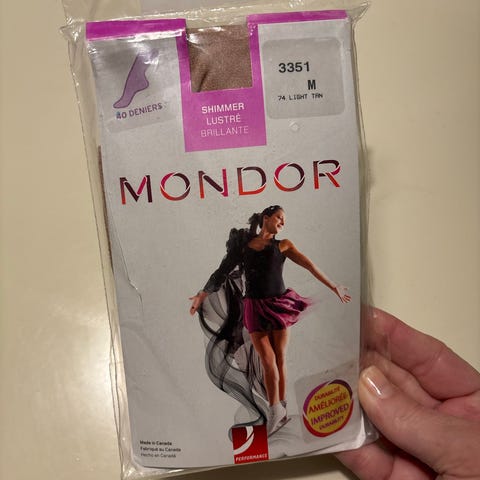 40 DENIERS
SHIMMER
LUSTRÉ
BRILLANTE
3351
M
74 LIGHT TAN
MONDOR
DURABILITÉ
AMÉLIORÉE
IMPROVED
DURABILITY
Made in Canada
Fabriqué au Canada
Hecho en Canadá
PERFORMANCE